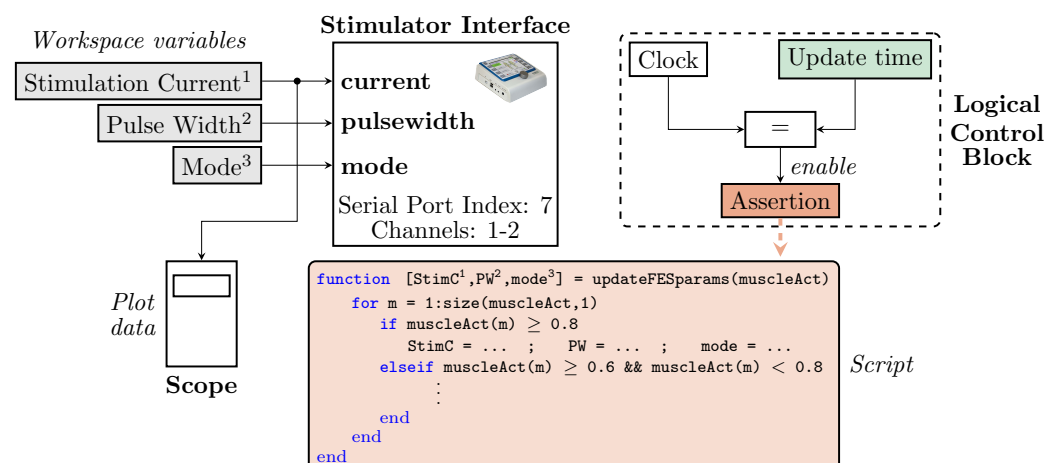 Stimulator Interface
Workspace variables
Stimulation Current¹
Pulse Width²
Mode³
current
pulsewidth
mode
Serial Port Index: 7
Channels: 1-2
Clock
Update time
=
enable
Assertion
Logical
Control
Block
Plot
data
Scope
function [StimC¹,PW²,mode³] = updateFESparams(muscleAct)
for m = 1:size(muscleAct,1)
if muscleAct(m) ≥ 0.8
StimC = ... ; PW = ... ; mode = ...
elseif muscleAct(m) ≥ 0.6 && muscleAct(m) < 0.8
⋮
end
end
end
Script